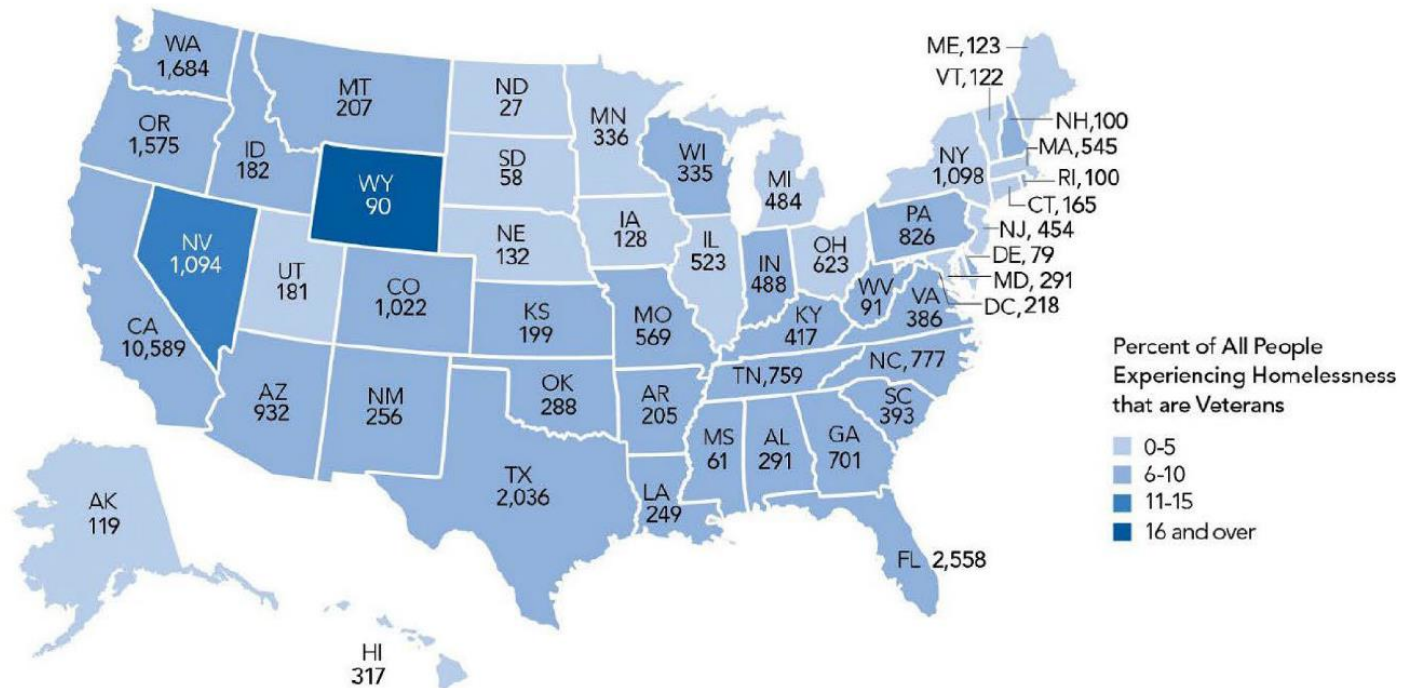 WA
1,684
OR
1,575
CA
10,589
NV
1,094
ID
182
MT
207
WY
90
UT
181
AZ
932
CO
1,022
NM
256
ND
27
SD
58
NE
132
KS
199
OK
288
TX
2,036
MN
336
IA
128
MO
569
AR
205
LA
249
WI
335
IL
523
MI
484
IN
488
OH
623
KY
417
TN,759
MS
61
AL
291
GA
701
FL 2,558
SC
393
NC,777
VA
386
WV
91
PA
826
NY
1,098
ME,123
VT,122
NH,100
MA,545
RI,100
CT,165
NJ,454
DE,79
MD,291
DC,218
AK
119
HI
317
Percent of All People
Experiencing Homelessness
that are Veterans
0-5
6-10
11-15
16 and over